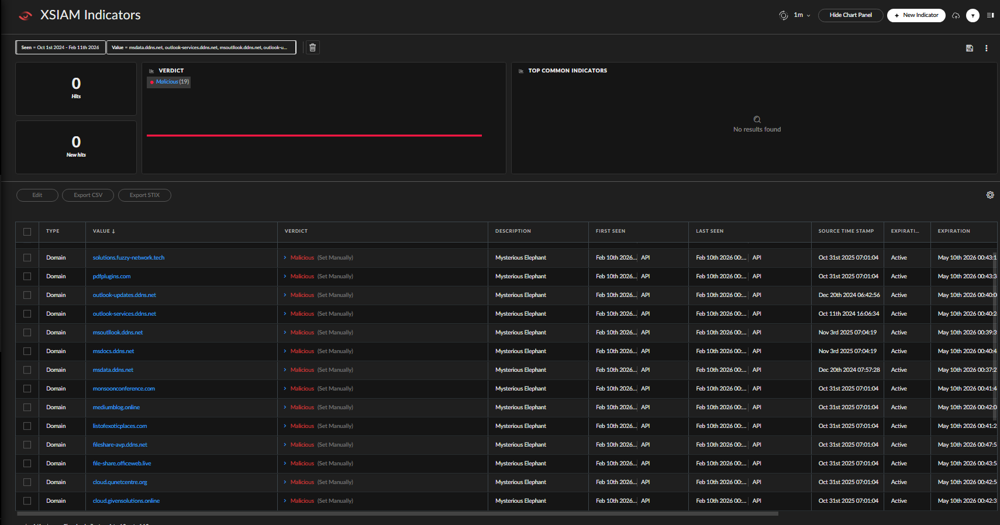 XSIAM Indicators
1m
Hide Chart Panel
+ New Indicator
Seen = Oct 1st 2024 - Feb 11th 2026
Value = msdata.ddns.net, outlook-services.ddns.net, msoutllook.ddns.net, outlook-u...
0
Hits
0
New hits
VERDICT
Malicious (19)
TOP COMMON INDICATORS
No results found
Edit
Export CSV
Export STIX
TYPE VALUE ↓ VERDICT DESCRIPTION FIRST SEEN LAST SEEN SOURCE TIME STAMP EXPIRATI... EXPIRATION
Domain solutions.fuzzy-network.tech > Malicious (Set Manually) Mysterious Elephant Feb 10th 2026... API Feb 10th 2026 00:... API Oct 31st 2025 07:01:04 Active May 10th 2026 00:43:1
Domain pdfplugins.com > Malicious (Set Manually) Mysterious Elephant Feb 10th 2026... API Feb 10th 2026 00:... API Oct 31st 2025 07:01:04 Active May 10th 2026 00:43:3
Domain outlook-updates.ddns.net > Malicious (Set Manually) Mysterious Elephant Feb 10th 2026... API Feb 10th 2026 00:... API Dec 20th 2024 06:42:56 Active May 10th 2026 00:40:0
Domain outlook-services.ddns.net > Malicious (Set Manually) Mysterious Elephant Feb 10th 2026... API Feb 10th 2026 00:... API Oct 11th 2024 16:06:34 Active May 10th 2026 00:40:2
Domain msoutllook.ddns.net > Malicious (Set Manually) Mysterious Elephant Feb 10th 2026... API Feb 10th 2026 00:... API Nov 3rd 2025 07:04:19 Active May 10th 2026 00:39:3
Domain msdocs.ddns.net > Malicious (Set Manually) Mysterious Elephant Feb 10th 2026... API Feb 10th 2026 00:... API Nov 3rd 2025 07:04:19 Active May 10th 2026 00:40:4
Domain msdata.ddns.net > Malicious (Set Manually) Mysterious Elephant Feb 10th 2026... API Feb 10th 2026 00:... API Dec 20th 2024 07:57:28 Active May 10th 2026 00:37:2
Domain monsoonconference.com > Malicious (Set Manually) Mysterious Elephant Feb 10th 2026... API Feb 10th 2026 00:... API Oct 31st 2025 07:01:04 Active May 10th 2026 00:41:4
Domain mediumblog.online > Malicious (Set Manually) Mysterious Elephant Feb 10th 2026... API Feb 10th 2026 00:... API Oct 31st 2025 07:01:04 Active May 10th 2026 00:42:0
Domain listofexoticplaces.com > Malicious (Set Manually) Mysterious Elephant Feb 10th 2026... API Feb 10th 2026 00:... API Oct 31st 2025 07:01:04 Active May 10th 2026 00:41:2
Domain fileshare-avp.ddns.net > Malicious (Set Manually) Mysterious Elephant Feb 10th 2026... API Feb 10th 2026 00:... API Oct 31st 2025 07:01:04 Active May 10th 2026 00:47:5
Domain file-share.officeweb.live > Malicious (Set Manually) Mysterious Elephant Feb 10th 2026... API Feb 10th 2026 00:... API Oct 31st 2025 07:01:04 Active May 10th 2026 00:43:5
Domain cloud.qunetcentre.org > Malicious (Set Manually) Mysterious Elephant Feb 10th 2026... API Feb 10th 2026 00:... API Oct 31st 2025 07:01:04 Active May 10th 2026 00:42:5
Domain cloud.givensolutions.online > Malicious (Set Manually) Mysterious Elephant Feb 10th 2026... API Feb 10th 2026 00:... API Oct 31st 2025 07:01:04 Active May 10th 2026 00:42:3